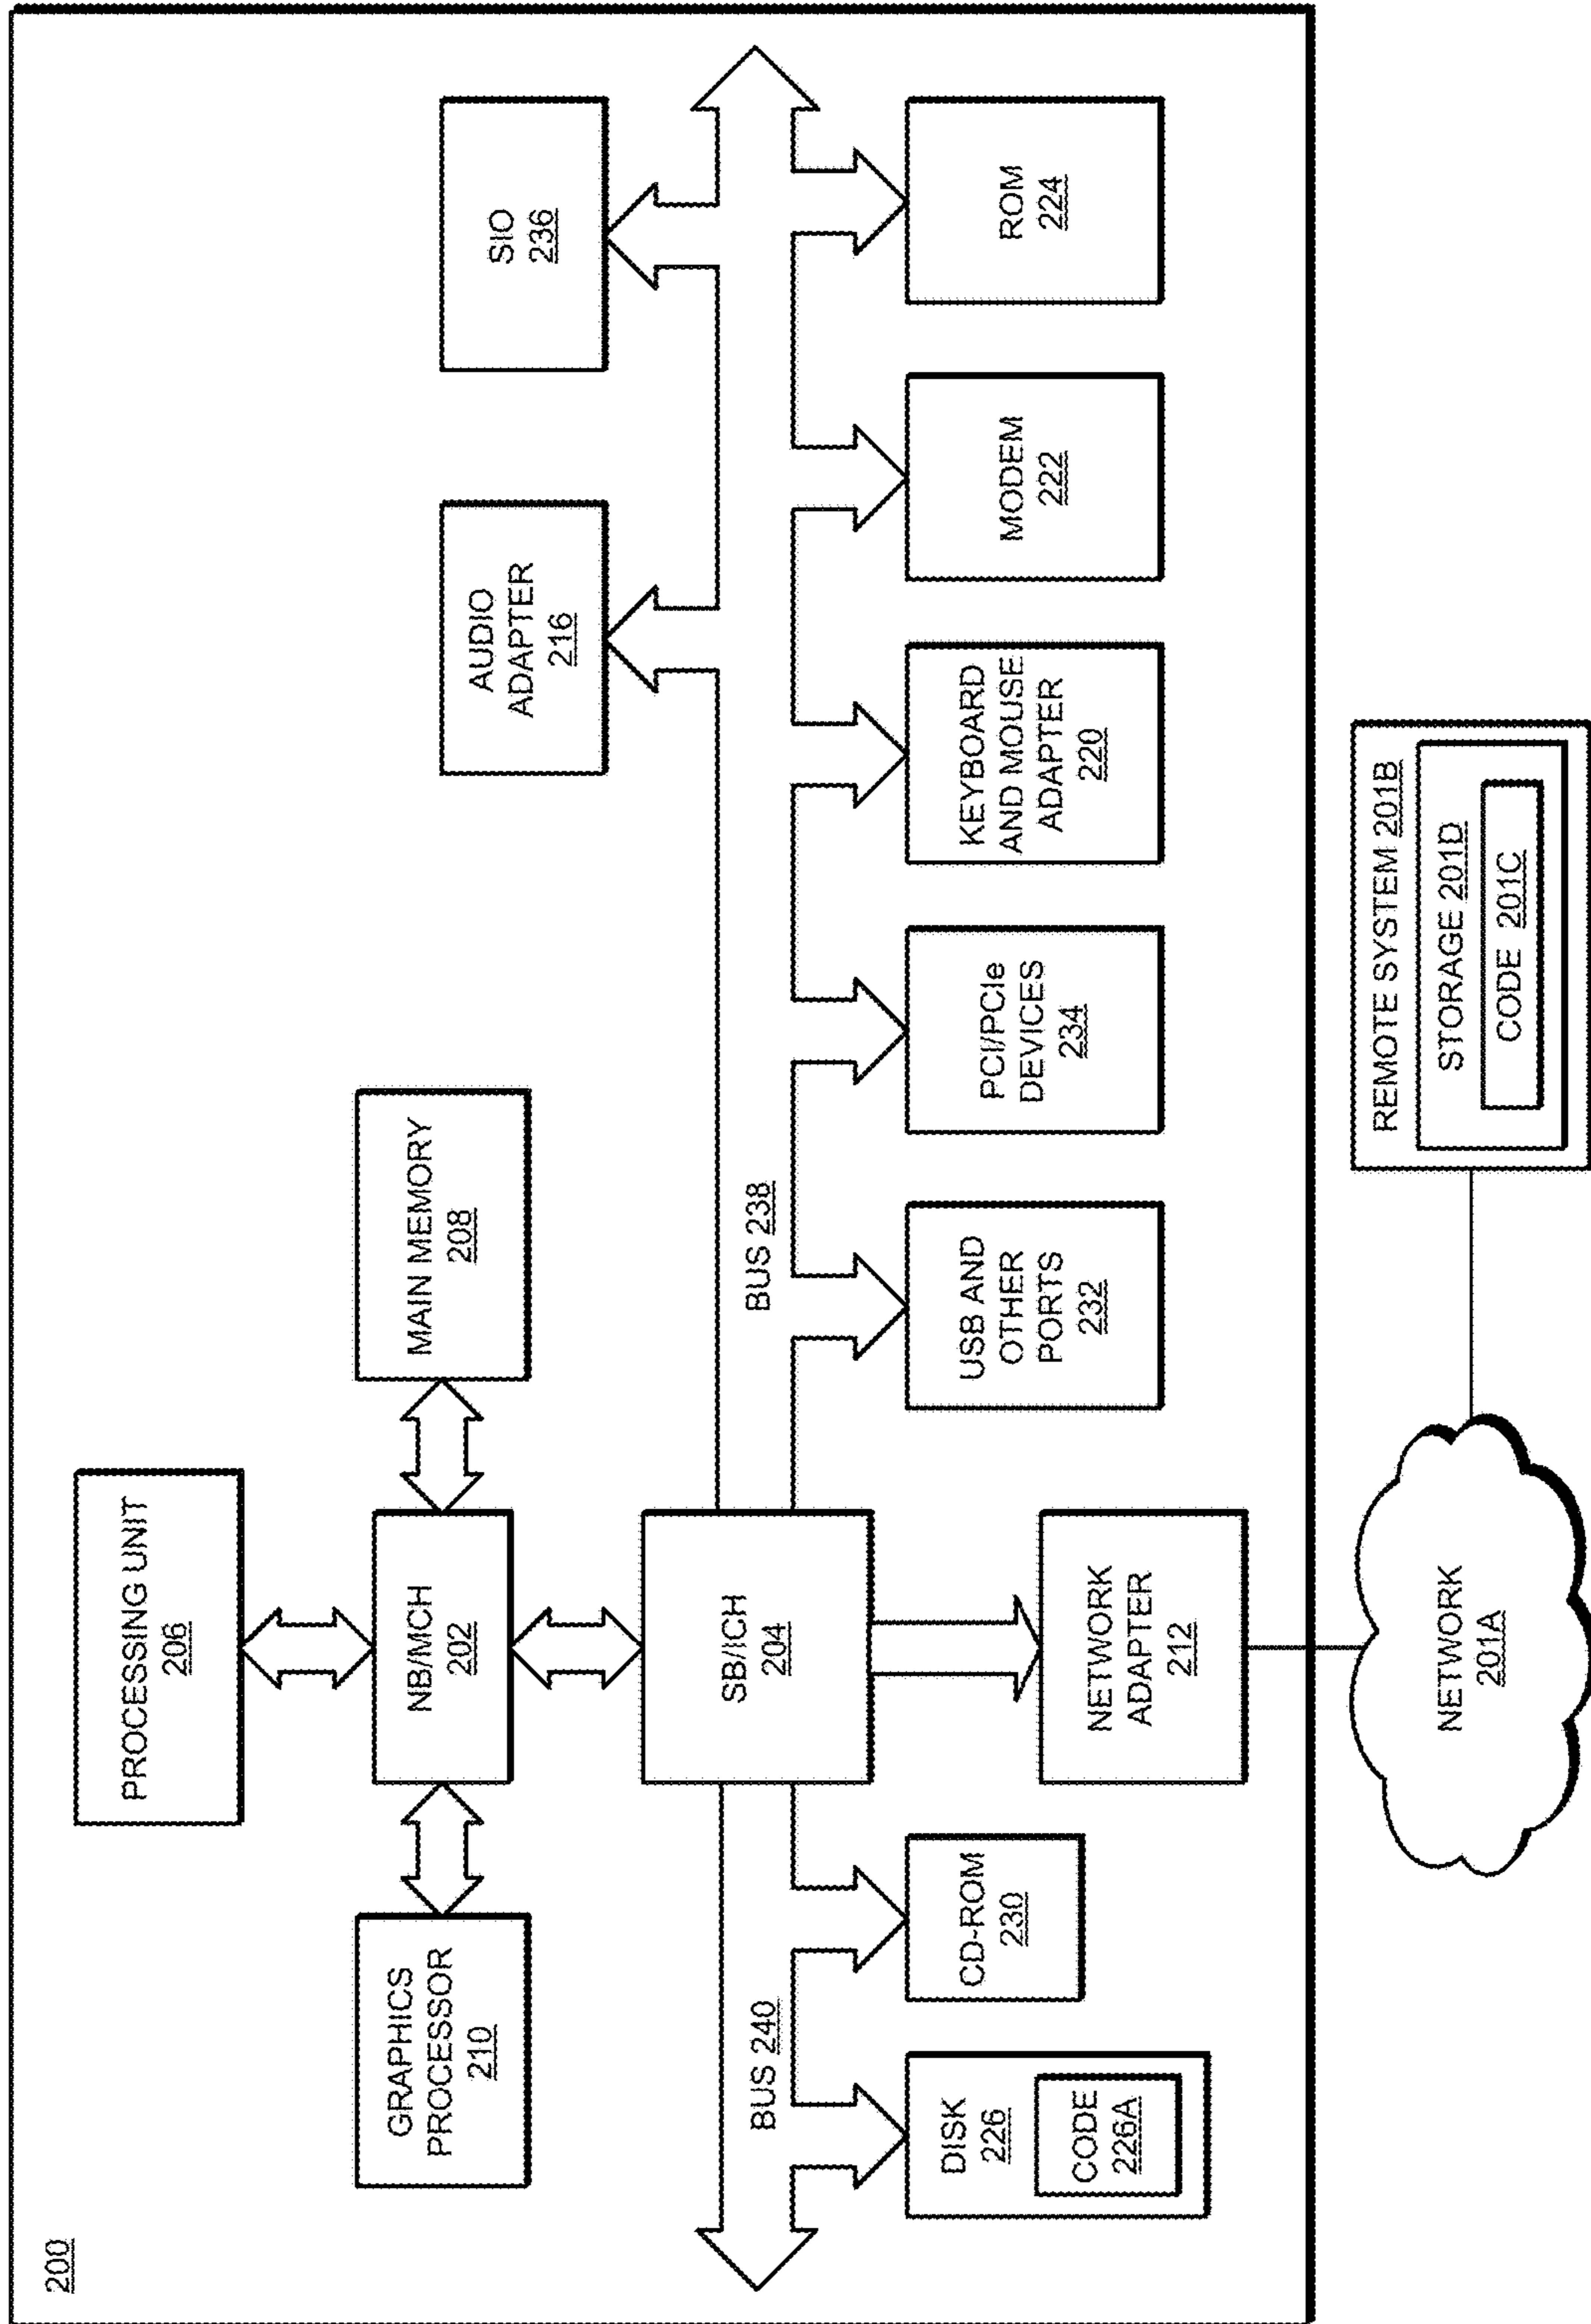 200
PROCESSING UNIT
206
GRAPHICS
PROCESSOR
210
NB/MCH
202
MAIN MEMORY
208
AUDIO
ADAPTER
216
SIO
236
SB/ICH
204
BUS 240
BUS 238
DISK
226
CODE
226A
CD-ROM
230
NETWORK
ADAPTER
212
USB AND
OTHER
PORTS
232
PCI/PCIe
DEVICES
234
KEYBOARD
AND MOUSE
ADAPTER
220
MODEM
222
ROM
224
NETWORK
201A
REMOTE SYSTEM 201B
STORAGE 201D
CODE 201C